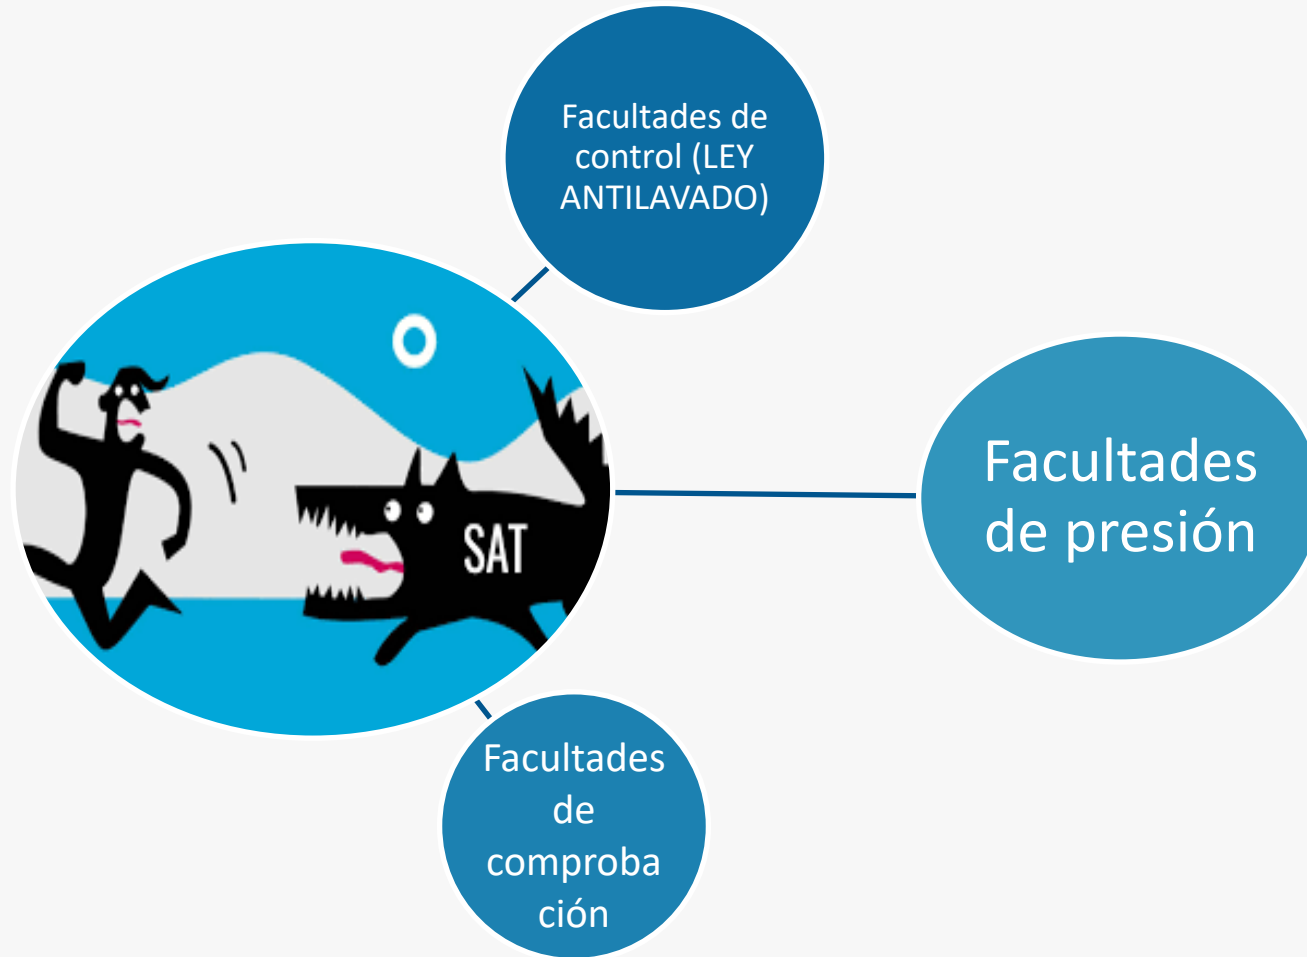 Facultades de
control (LEY
ANTILAVADO)
SAT
Facultades
de presión
Facultades
de
comproba
ción